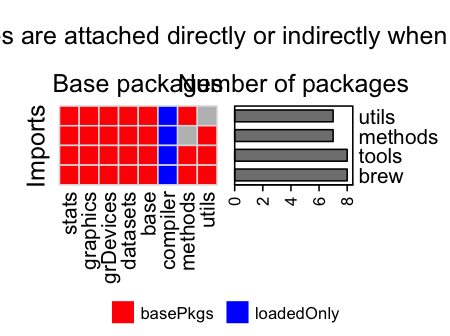 es are attached directly or indirectly when
Base packages
Number of packages
Imports
utils
methods
tools
brew
stats
graphics
grDevices
datasets
base
compiler
methods
utils
0
2
4
6
8
basePkgs
loadedOnly